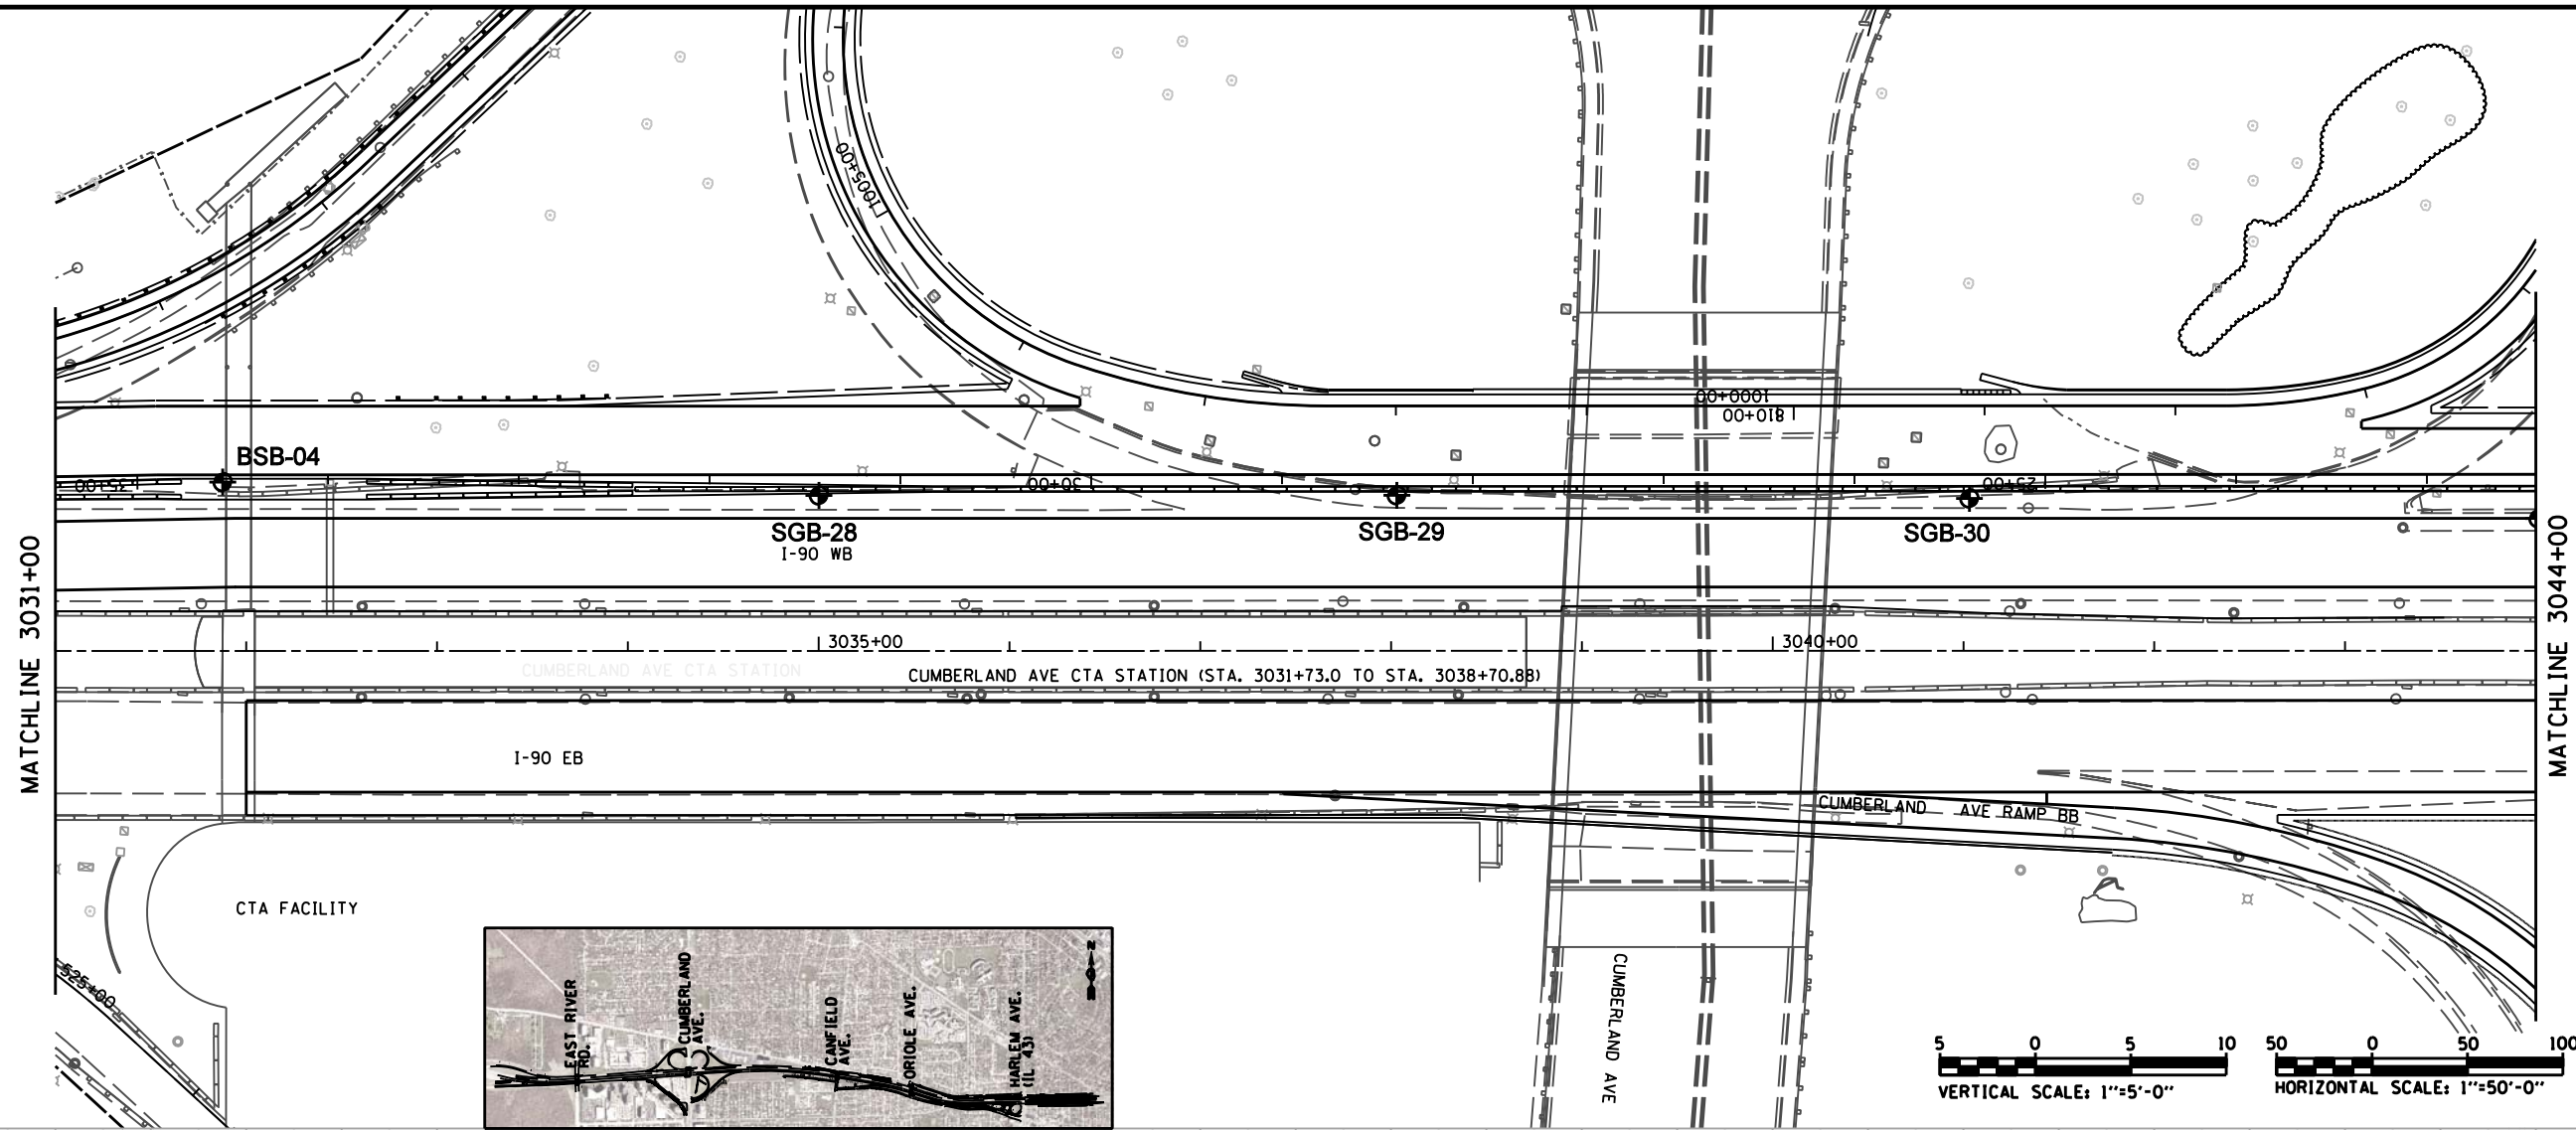 1005+00
1000+00
810+00
BSB-04
35+00
30+00
25+00
SGB-28
SGB-29
SGB-30
I-90 WB
MATCHLINE 3031+00
MATCHLINE 3044+00
3035+00
3040+00
CUMBERLAND AVE CTA STATION
CUMBERLAND AVE CTA STATION (STA. 3031+73.0 TO STA. 3038+70.88)
I-90 EB
CUMBERLAND AVE RAMP BB
CTA FACILITY
525+00
CUMBERLAND AVE
EAST RIVER
RD.
CUMBERLAND
AVE.
CANFIELD
AVE.
ORIOLE AVE.
HARLEM AVE.
(IL 43)
5 0 5 10
VERTICAL SCALE: 1''=5'-0''
50 0 50 100
HORIZONTAL SCALE: 1''=50'-0''